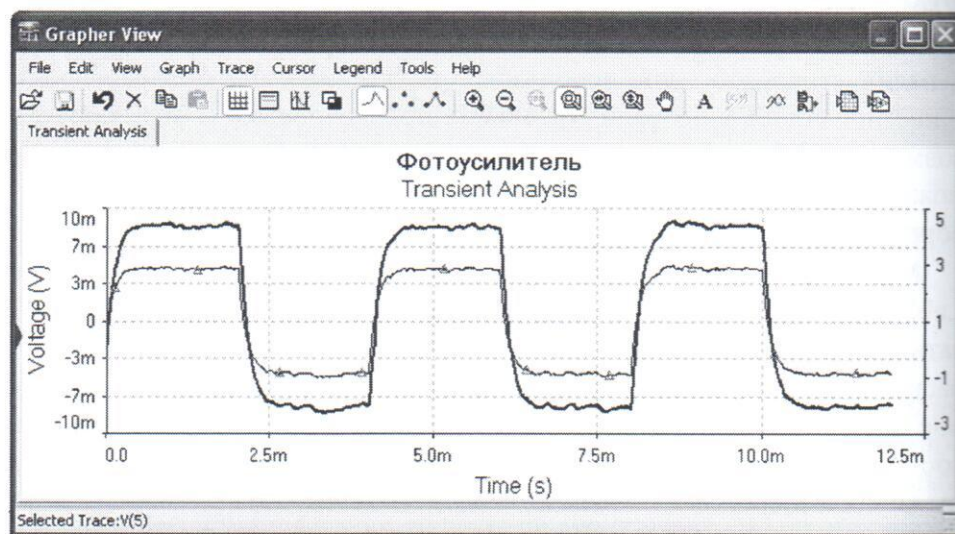 Grapher View
File Edit View Graph Trace Cursor Legend Tools Help
A
Transient Analysis
Фотоусилитель
Transient Analysis
Voltage (V)
10m
7m
3m
0
-3m
-7m
-10m
5
3
1
-1
-3
0.0 2.5m 5.0m 7.5m 10.0m 12.5m
Time (s)
Selected Trace:V(5)